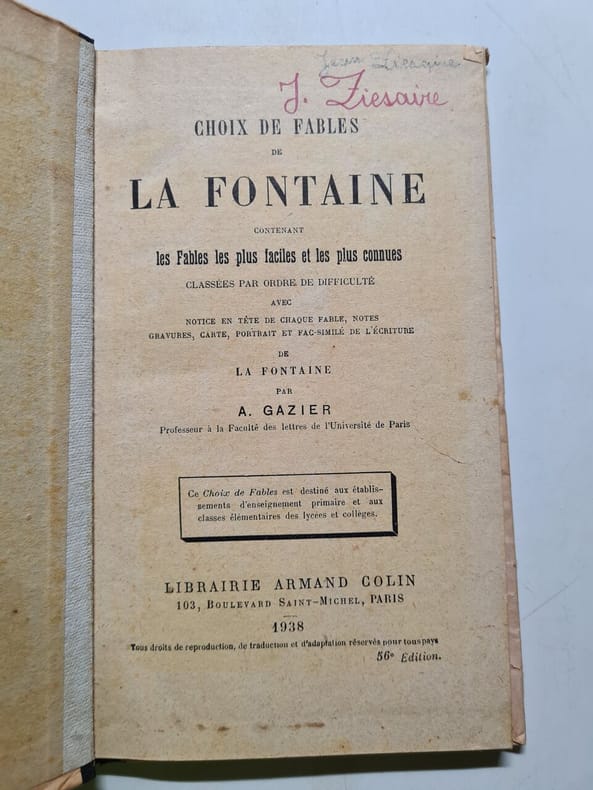 J. Ziesaire
CHOIX DE FABLES
DE
LA FONTAINE
CONTENANT
les Fables les plus faciles et les plus connues
CLASSÉES PAR ORDRE DE DIFFICULTÉ
AVEC
NOTICE EN TÊTE DE CHAQUE FABLE, NOTES
GRAVURES, CARTE, PORTRAIT ET FAC-SIMILÉ DE L'ÉCRITURE
DE
LA FONTAINE
PAR
A. GAZIER
Professeur à la Faculté des lettres de l'Université de Paris
Ce Choix de Fables est destiné aux établis-
sements d'enseignement primaire et aux
classes élémentaires des lycées et collèges.
LIBRAIRIE ARMAND COLIN
103, BOULEVARD SAINT-MICHEL, PARIS
1938
Tous droits de reproduction, de traduction et d'adaptation réservés pour tous pays
56e Édition.